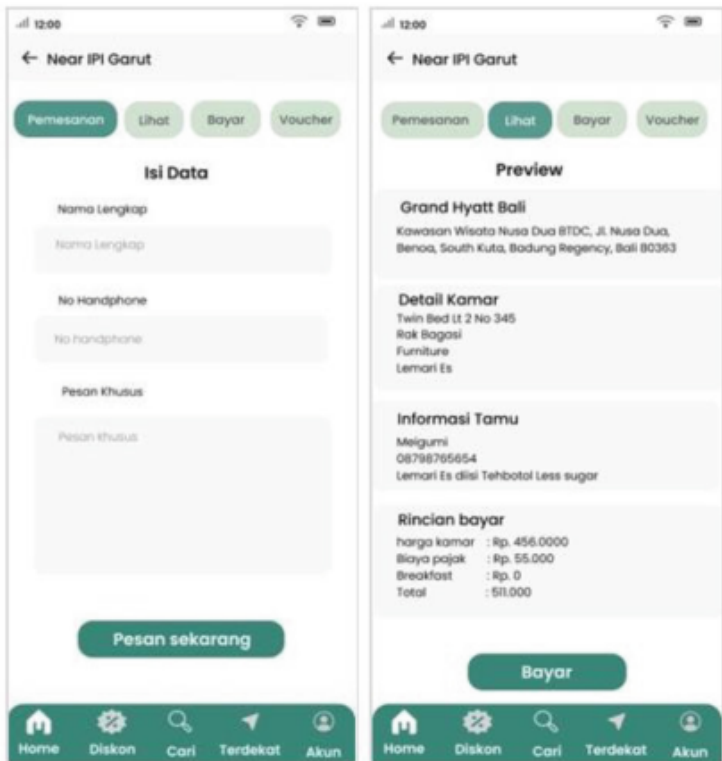 12:00
← Near IPI Garut
Pemesanan Lihat Bayar Voucher
Isi Data
Nama Lengkap
Nama Lengkap
No Handphone
No handphone
Pesan Khusus
Pesan Khusus
Pesan sekarang
Home Diskon Cari Terdekat Akun
12:00
← Near IPI Garut
Pemesanan Lihat Bayar Voucher
Preview
Grand Hyatt Bali
Kawasan Wisata Nusa Dua BTDC, Jl. Nusa Dua,
Benoa, South Kuta, Badung Regency, Bali 80363
Detail Kamar
Twin Bed Lt 2 No 345
Rak Bagasi
Furniture
Lemari Es
Informasi Tamu
Meigumi
08798765654
Lemari Es diisi Tehbotol Less sugar
Rincian bayar
harga kamar : Rp. 456.0000
Biaya pajak : Rp. 55.000
Breakfast : Rp. 0
Total : 511.000
Bayar
Home Diskon Cari Terdekat Akun